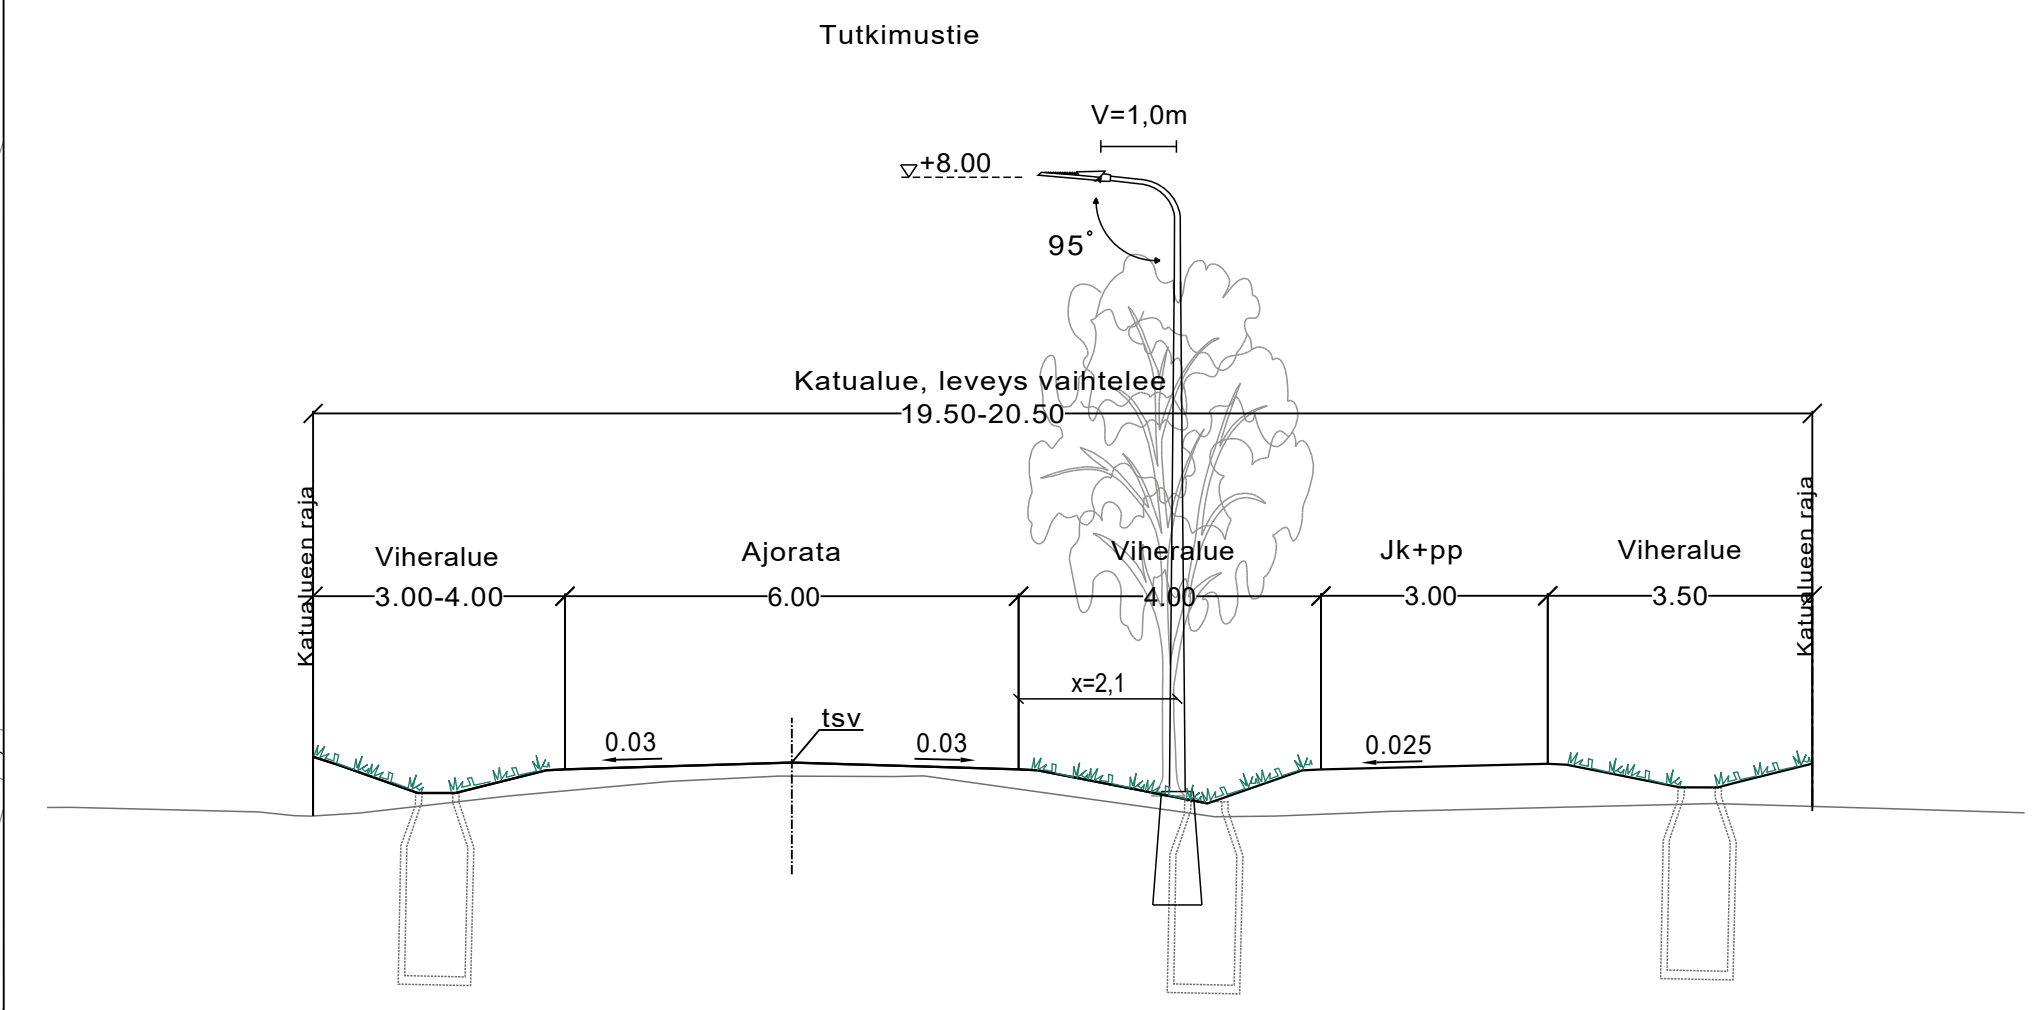 Tutkimustie
V=1,0m
+8.00
95°
Katualue, leveys vaihtelee
19.50-20.50
Katualueen raja
Katualueen raja
Viheralue
Ajorata
Viheralue
Jk+pp
Viheralue
3.00-4.00
6.00
4.00
3.00
3.50
x=2,1
tsv
0.03
0.03
0.025